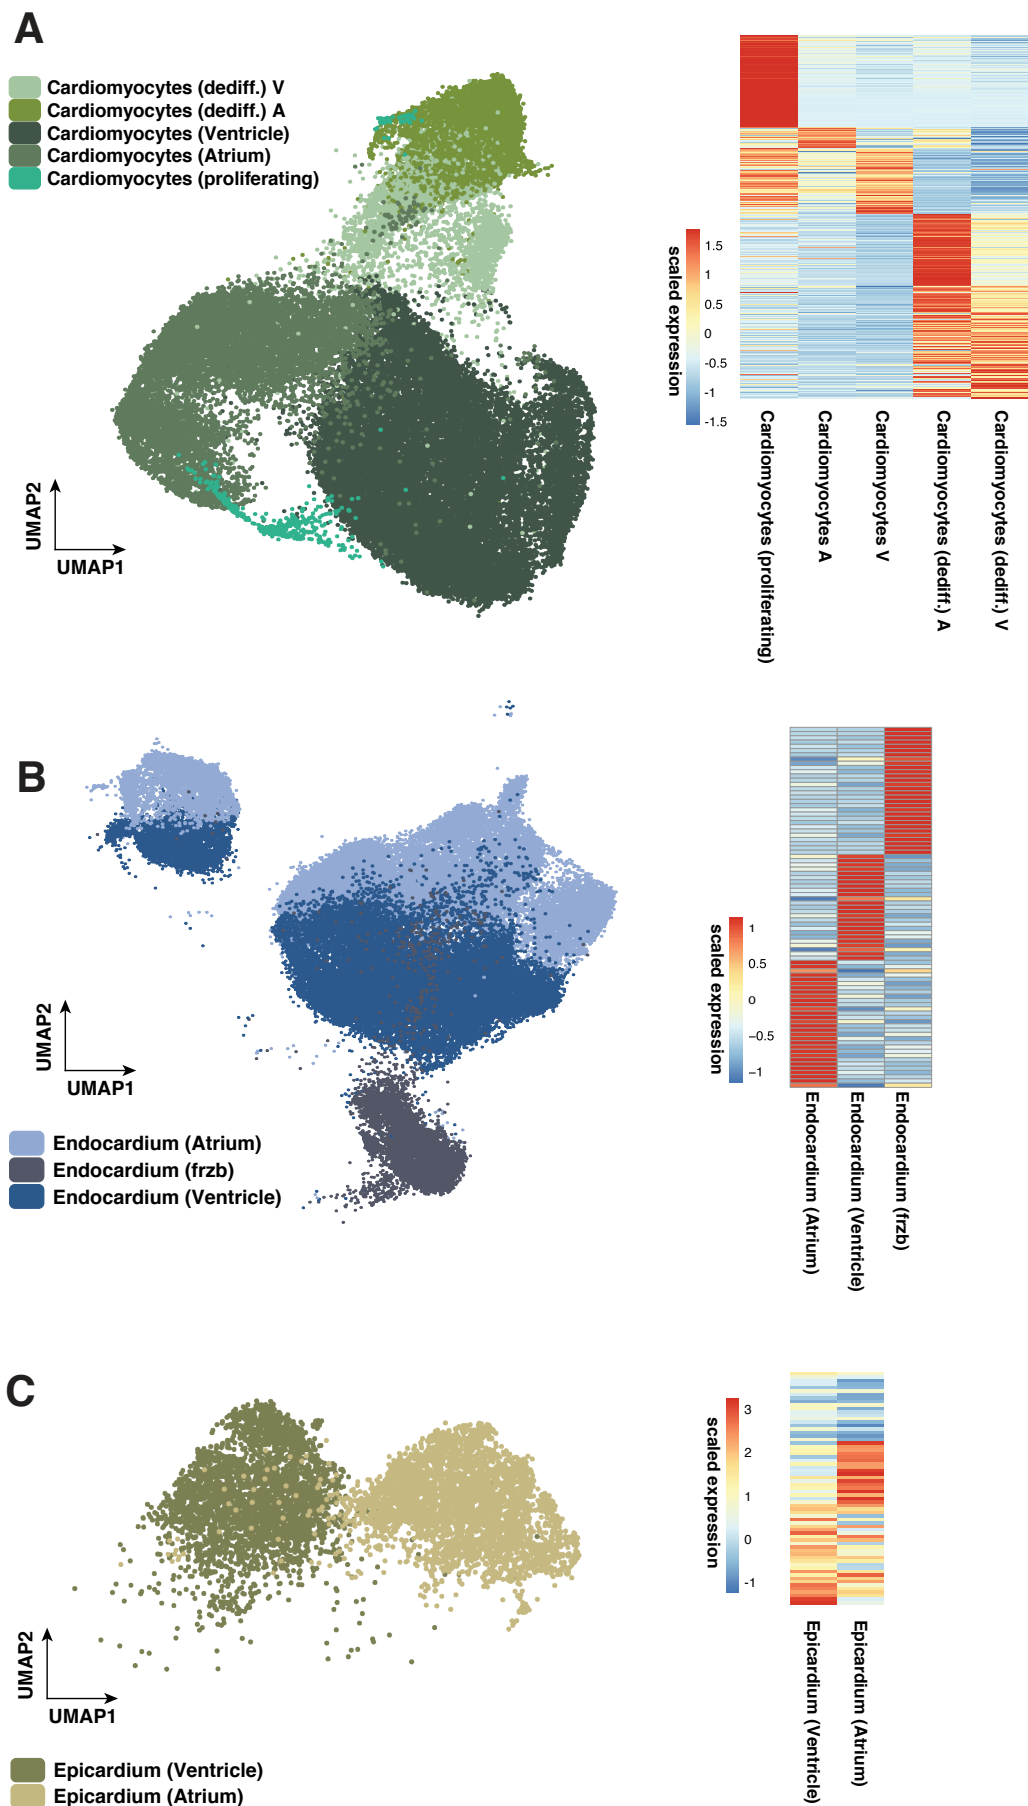 A
Cardiomyocytes (dediff.) V
Cardiomyocytes (dediff.) A
Cardiomyocytes (Ventricle)
Cardiomyocytes (Atrium)
Cardiomyocytes (proliferating)
UMAP2
UMAP1
scaled expression
1.5
1
0.5
0
-0.5
-1
-1.5
Cardiomyocytes (proliferating)
Cardiomyocytes A
Cardiomyocytes V
Cardiomyocytes (dediff.) A
Cardiomyocytes (dediff.) V
B
UMAP2
UMAP1
Endocardium (Atrium)
Endocardium (frzb)
Endocardium (Ventricle)
scaled expression
1
0.5
0
−0.5
−1
Endocardium (Atrium)
Endocardium (Ventricle)
Endocardium (frzb)
C
UMAP2
UMAP1
Epicardium (Ventricle)
Epicardium (Atrium)
scaled expression
3
2
1
0
-1
Epicardium (Ventricle)
Epicardium (Atrium)